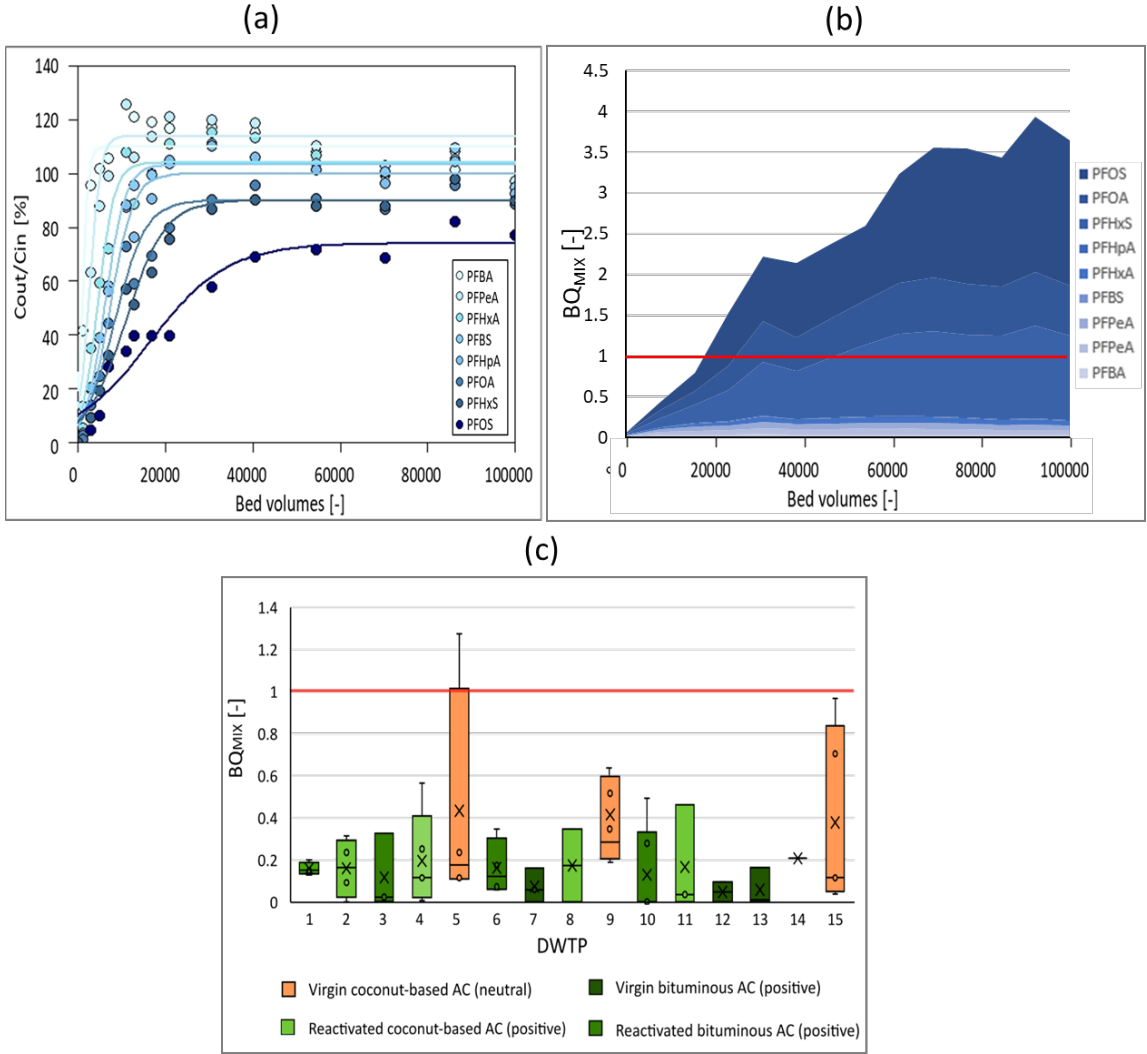 (a)
140
120
100
80
60
40
20
0
Cout/Cin [%]
0 20000 40000 60000 80000 100000
Bed volumes [-]
PFBA
PFPeA
PFHxA
PFBS
PFHpA
PFOA
PFHxS
PFOS
(b)
4.5
4
3.5
3
2.5
2
1.5
1
0.5
0
BQMIX [-]
0 20000 40000 60000 80000 100000
Bed volumes [-]
PFOS
PFOA
PFHxS
PFHpA
PFHxA
PFBS
PFPeA
PFPeA
PFBA
(c)
1.4
1.2
1
0.8
0.6
0.4
0.2
0
BQMIX [-]
1 2 3 4 5 6 7 8 9 10 11 12 13 14 15
DWTP
Virgin coconut-based AC (neutral)
Virgin bituminous AC (positive)
Reactivated coconut-based AC (positive)
Reactivated bituminous AC (positive)